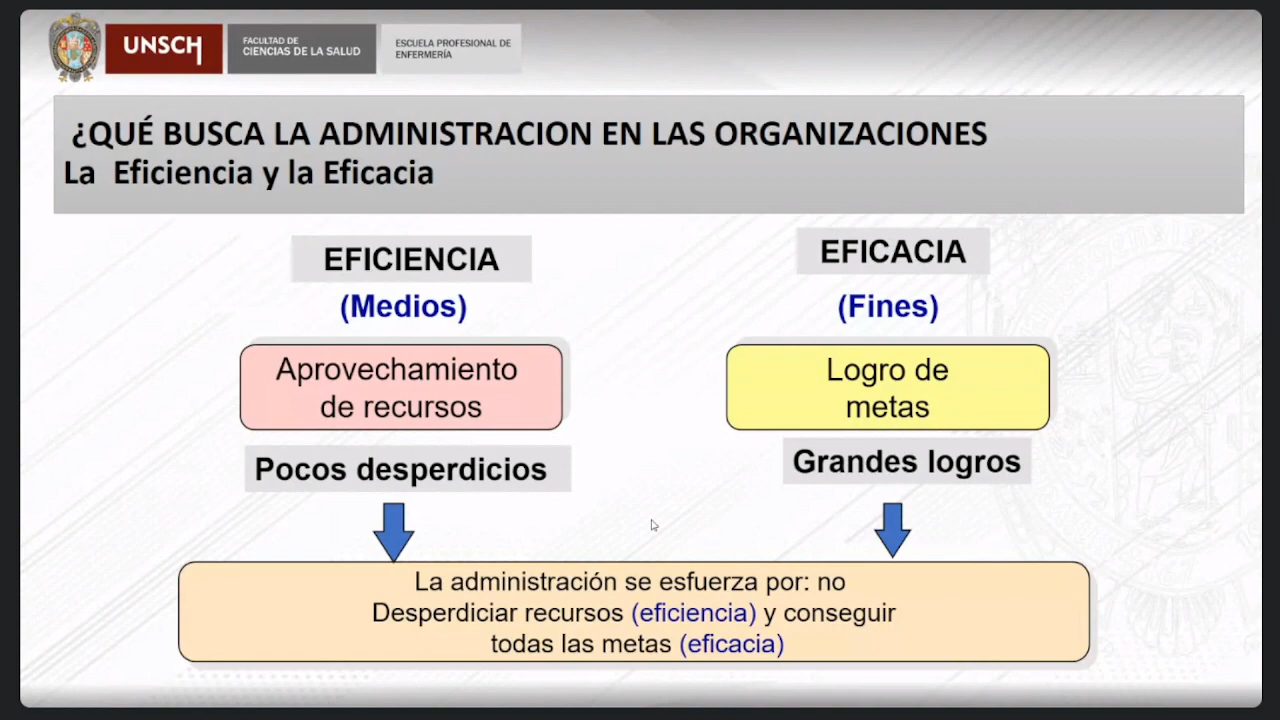 UNSCH
FACULTAD DE
CIENCIAS DE LA SALUD
ESCUELA PROFESIONAL DE
ENFERMERÍA
¿QUÉ BUSCA LA ADMINISTRACION EN LAS ORGANIZACIONES
La Eficiencia y la Eficacia
EFICIENCIA
(Medios)
Aprovechamiento
de recursos
Pocos desperdicios
EFICACIA
(Fines)
Logro de
metas
Grandes logros
La administración se esfuerza por: no
Desperdiciar recursos (eficiencia) y conseguir
todas las metas (eficacia)